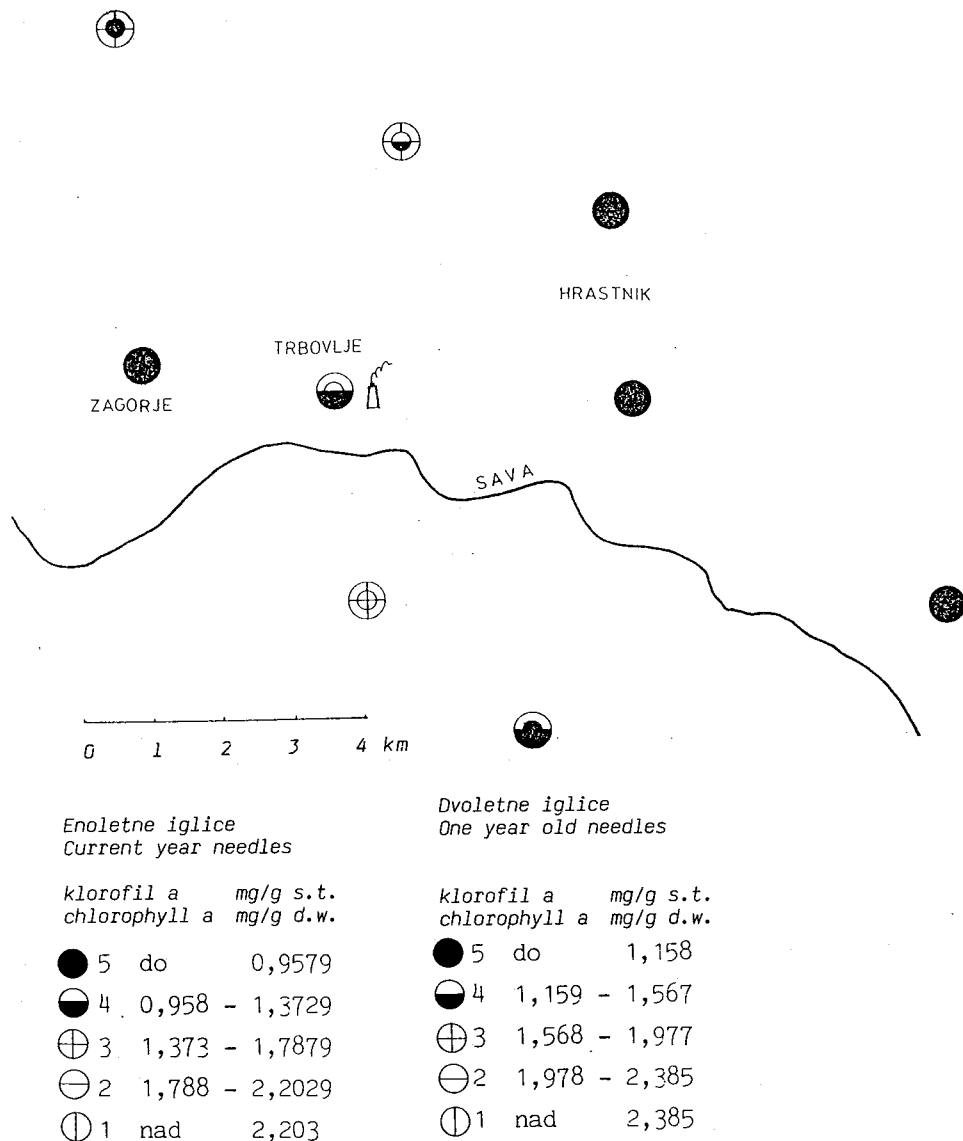 HRASTNIK
TRBOVLJE
ZAGORJE
SAVA
0 1 2 3 4 km
Enoletne iglice
Current year needles
klorofil a mg/g s.t.
chlorophyll a mg/g d.w.
5 do 0,9579
4 0,958 - 1,3729
3 1,373 - 1,7879
2 1,788 - 2,2029
1 nad 2,203
Dvoletne iglice
One year old needles
klorofil a mg/g s.t.
chlorophyll a mg/g d.w.
5 do 1,158
4 1,159 - 1,567
3 1,568 - 1,977
2 1,978 - 2,385
1 nad 2,385